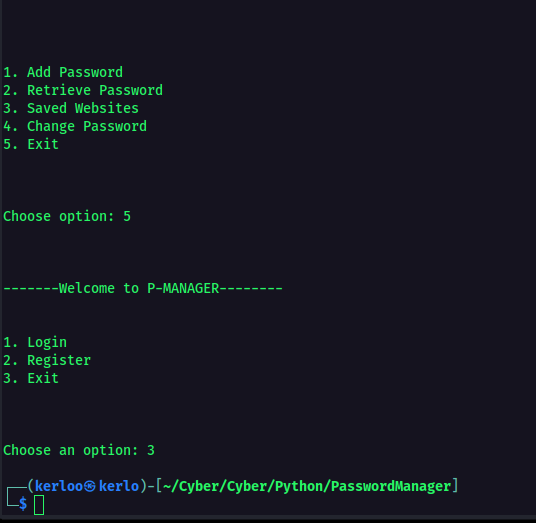 1. Add Password
2. Retrieve Password
3. Saved Websites
4. Change Password
5. Exit
Choose option: 5
-------Welcome to P-MANAGER--------
1. Login
2. Register
3. Exit
Choose an option: 3
┌──(kerloo㉿kerlo)-[~/Cyber/Cyber/Python/PasswordManager]
└─$